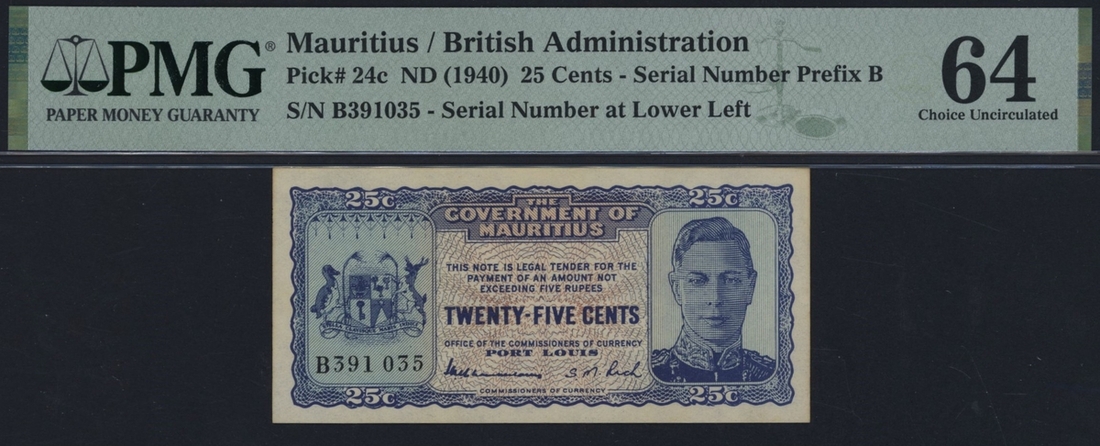 PMG®
PAPER MONEY GUARANTY
Mauritius / British Administration
Pick# 24c ND (1940) 25 Cents - Serial Number Prefix B
S/N B391035 - Serial Number at Lower Left
64
Choice Uncirculated
25c
25c
THE
GOVERNMENT OF
MAURITIUS
THIS NOTE IS LEGAL TENDER FOR THE
PAYMENT OF AN AMOUNT NOT
EXCEEDING FIVE RUPEES
TWENTY-FIVE CENTS
OFFICE OF THE COMMISSIONERS OF CURRENCY
PORT LOUIS
B391 035
COMMISSIONERS OF CURRENCY
25c
25c